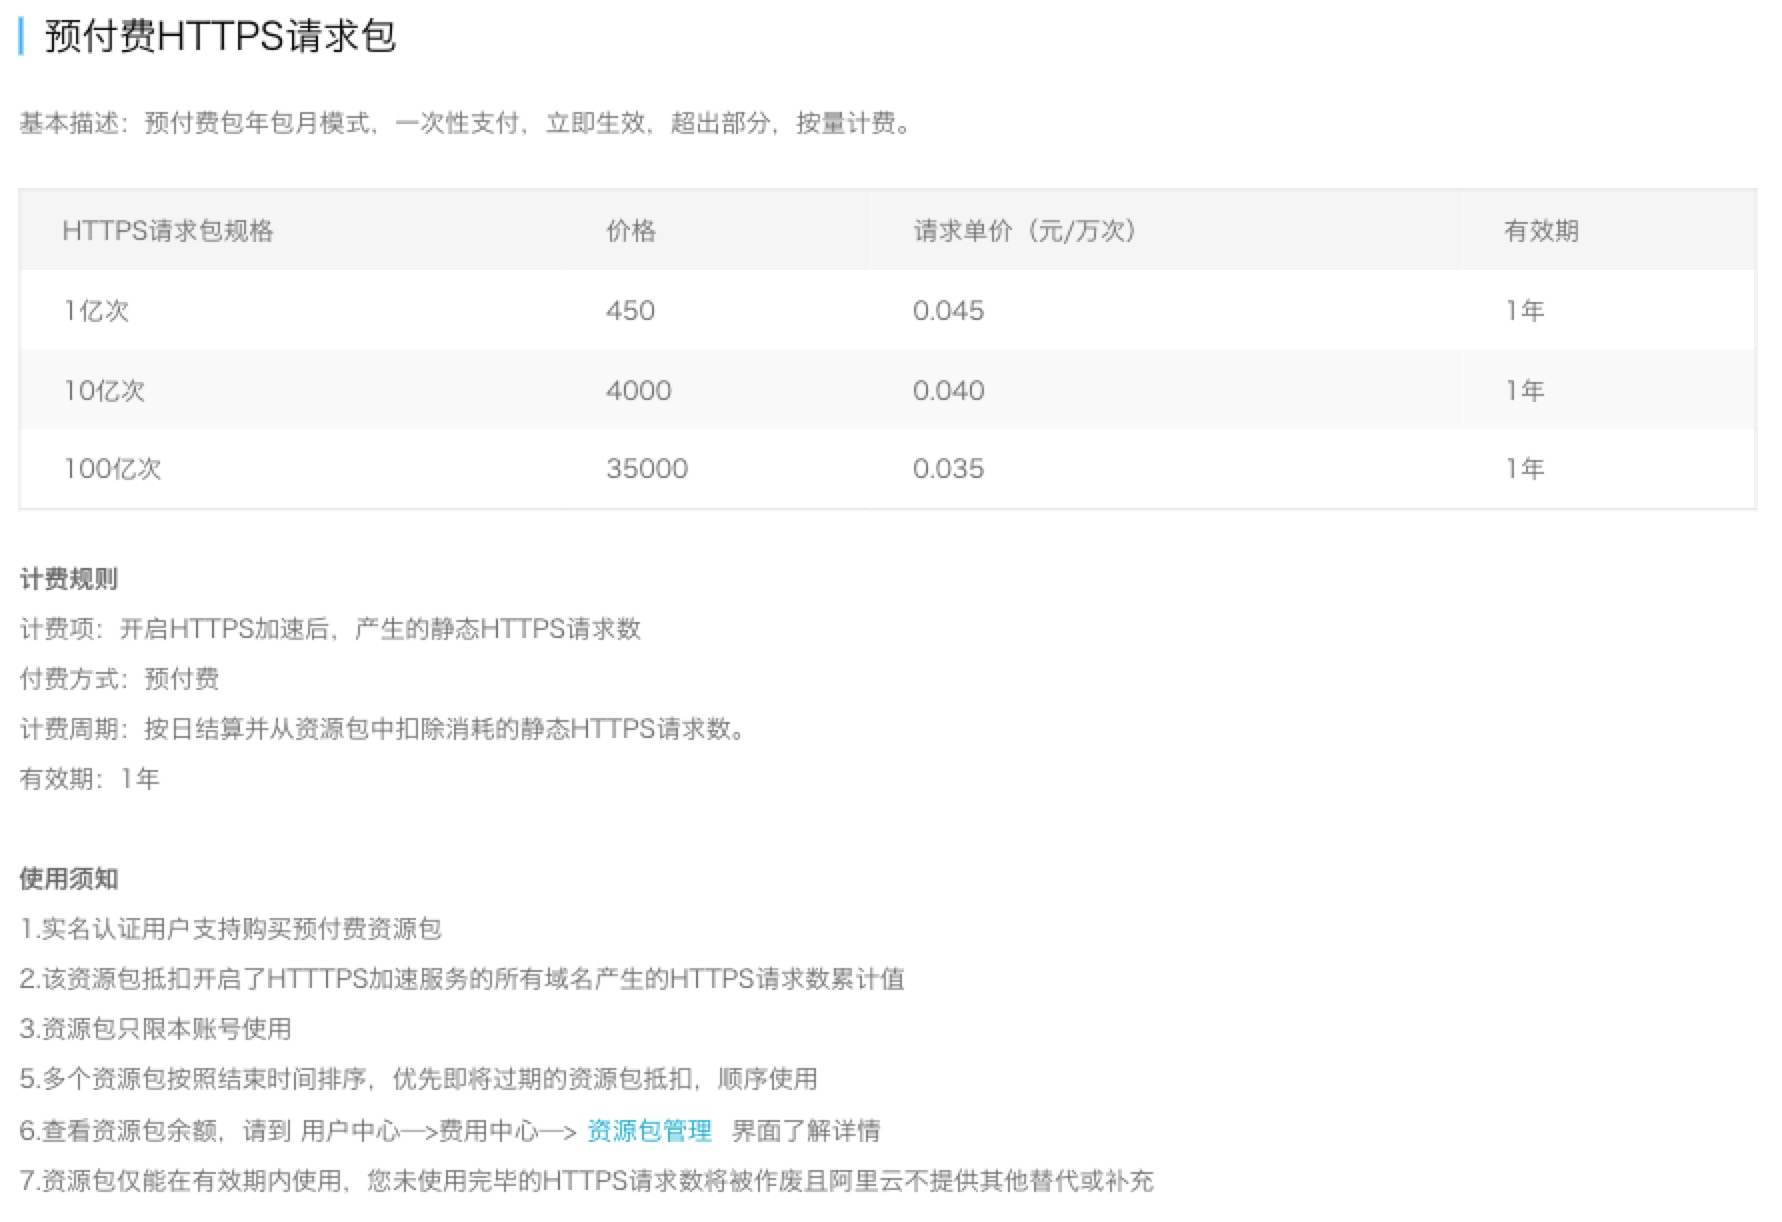 预付费HTTPS请求包
基本描述：预付费包年包月模式，一次性支付，立即生效，超出部分，按量计费。
HTTPS请求包规格 价格 请求单价（元/万次） 有效期
1亿次 450 0.045 1年
10亿次 4000 0.040 1年
100亿次 35000 0.035 1年
计费规则
计费项：开启HTTPS加速后，产生的静态HTTPS请求数
付费方式：预付费
计费周期：按日结算并从资源包中扣除消耗的静态HTTPS请求数。
有效期：1年
使用须知
1.实名认证用户支持购买预付费资源包
2.该资源包抵扣开启了HTTTPS加速服务的所有域名产生的HTTPS请求数累计值
3.资源包只限本账号使用
5.多个资源包按照结束时间排序，优先即将过期的资源包抵扣，顺序使用
6.查看资源包余额，请到 用户中心—>费用中心—> 资源包管理 界面了解详情
7.资源包仅能在有效期内使用，您未使用完毕的HTTPS请求数将被作废且阿里云不提供其他替代或补充